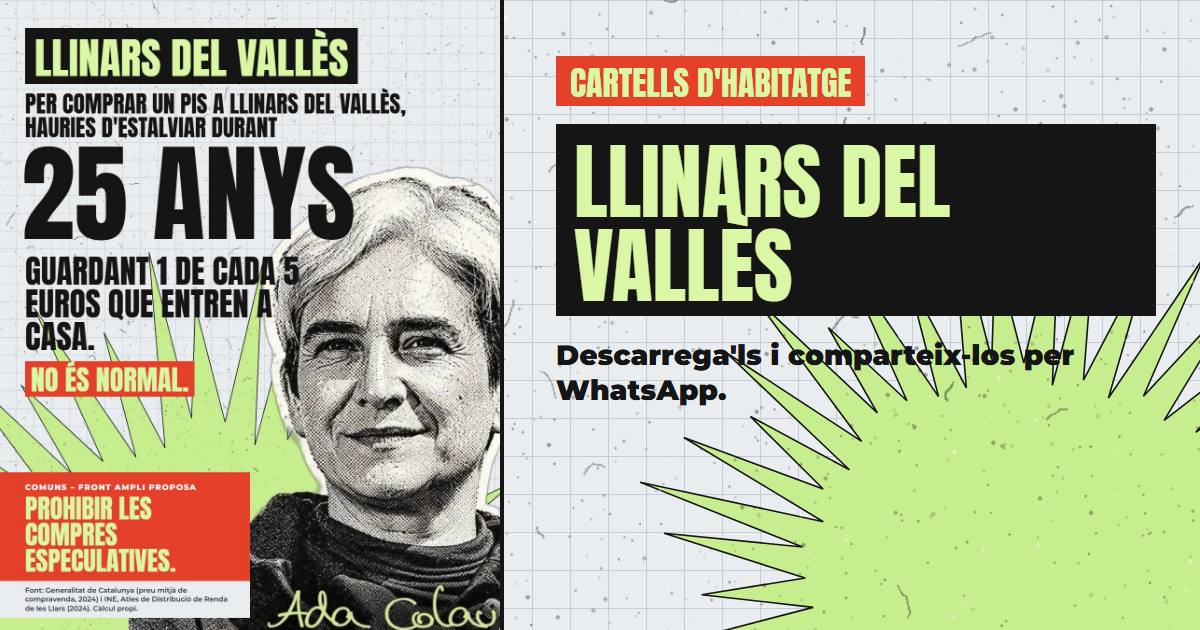 LLINARS DEL VALLÈS
PER COMPRAR UN PIS A LLINARS DEL VALLÈS,
HAURIES D'ESTALVIAR DURANT
25 ANYS
GUARDANT 1 DE CADA 5
EUROS QUE ENTREN A
CASA.
NO ÉS NORMAL.
COMUNS – FRONT AMPLI PROPOSA
PROHIBIR LES
COMPRES
ESPECULATIVES.
Font: Generalitat de Catalunya (preu mitjà de
compravenda, 2024) i INE, Atles de Distribució de Renda
de les Llars (2024). Càlcul propi.
Ada Colau
CARTELLS D'HABITATGE
LLINARS DEL
VALLÈS
Descarrega'ls i comparteix-los per
WhatsApp.